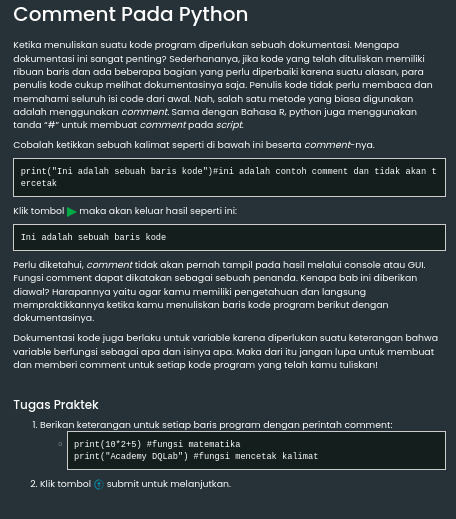 Comment Pada Python
Ketika menuliskan suatu kode program diperlukan sebuah dokumentasi. Mengapa
dokumentasi ini sangat penting? Sederhananya, jika kode yang telah dituliskan memiliki
ribuan baris dan ada beberapa bagian yang perlu diperbaiki karena suatu alasan, para
penulis kode cukup melihat dokumentasinya saja. Penulis kode tidak perlu membaca dan
memahami seluruh isi code dari awal. Nah, salah satu metode yang biasa digunakan
adalah menggunakan comment. Sama dengan Bahasa R, python juga menggunakan
tanda "#" untuk membuat comment pada script.
Cobalah ketikkan sebuah kalimat seperti di bawah ini beserta comment-nya.
print("Ini adalah sebuah baris kode")#ini adalah contoh comment dan tidak akan t
ercetak
Klik tombol maka akan keluar hasil seperti ini:
Ini adalah sebuah baris kode
Perlu diketahui, comment tidak akan pernah tampil pada hasil melalui console atau GUI.
Fungsi comment dapat dikatakan sebagai sebuah penanda. Kenapa bab ini diberikan
diawal? Harapannya yaitu agar kamu memiliki pengetahuan dan langsung
mempraktikkannya ketika kamu menuliskan baris kode program berikut dengan
dokumentasinya.
Dokumentasi kode juga berlaku untuk variable karena diperlukan suatu keterangan bahwa
variable berfungsi sebagai apa dan isinya apa. Maka dari itu jangan lupa untuk membuat
dan memberi comment untuk setiap kode program yang telah kamu tuliskan!
Tugas Praktek
1. Berikan keterangan untuk setiap baris program dengan perintah comment:
print(10*2+5) #fungsi matematika
print("Academy DQLab") #fungsi mencetak kalimat
2. Klik tombol submit untuk melanjutkan.